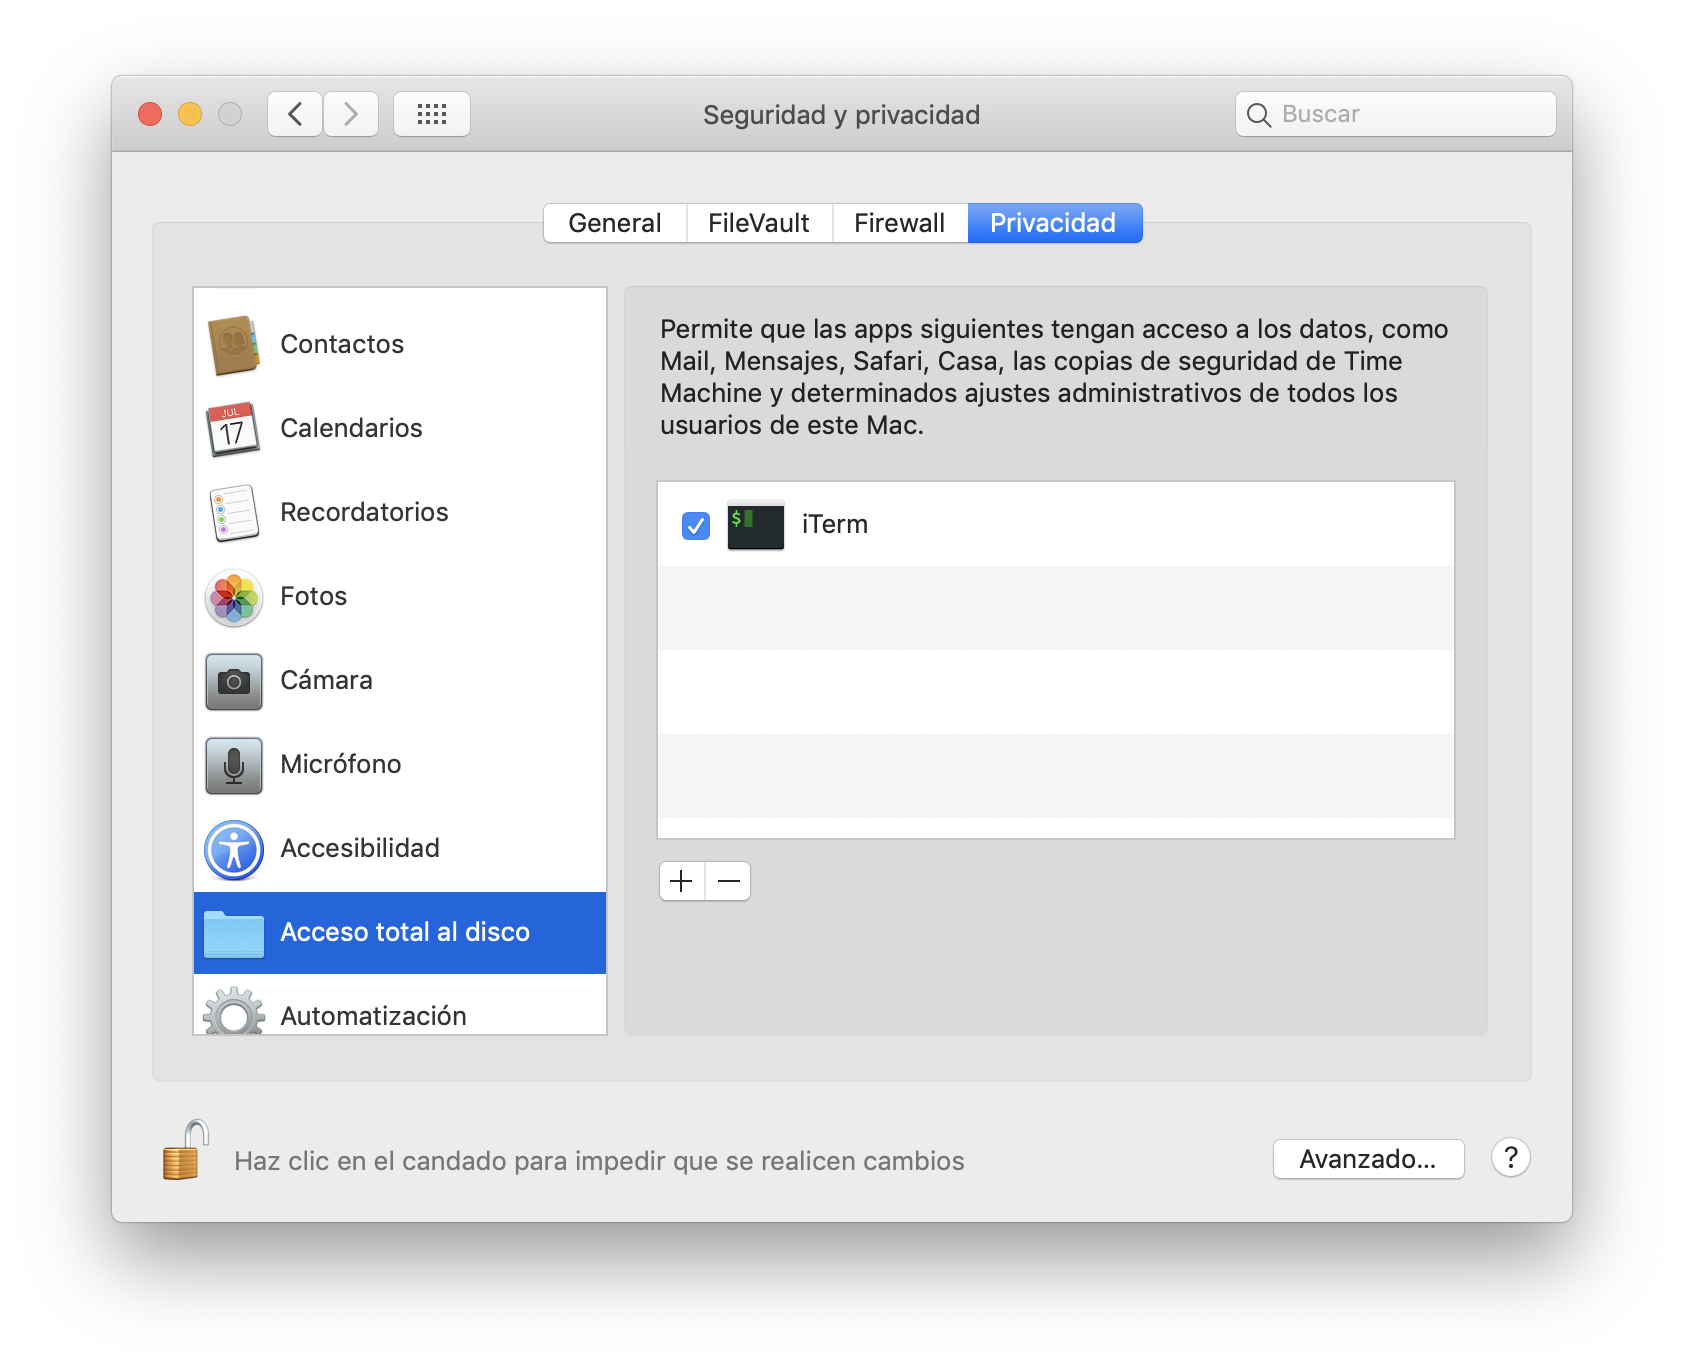 Seguridad y privacidad
Buscar
General
FileVault
Firewall
Privacidad
Contactos
JUL
17
Calendarios
Recordatorios
Fotos
Cámara
Micrófono
Accesibilidad
Acceso total al disco
Automatización
Permite que las apps siguientes tengan acceso a los datos, como
Mail, Mensajes, Safari, Casa, las copias de seguridad de Time
Machine y determinados ajustes administrativos de todos los
usuarios de este Mac.
$
iTerm
Haz clic en el candado para impedir que se realicen cambios
Avanzado...
?